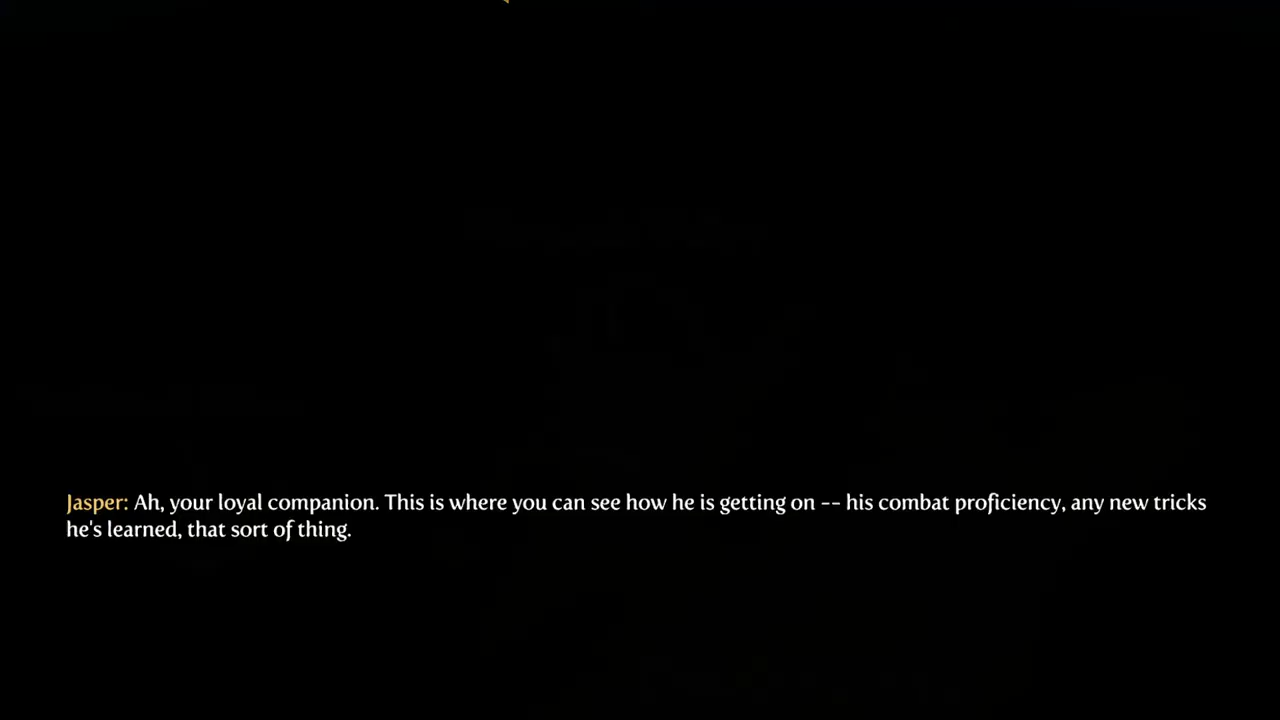 Jasper: Ah, your loyal companion. This is where you can see how he is getting on -- his combat proficiency, any new tricks
he's learned, that sort of thing.